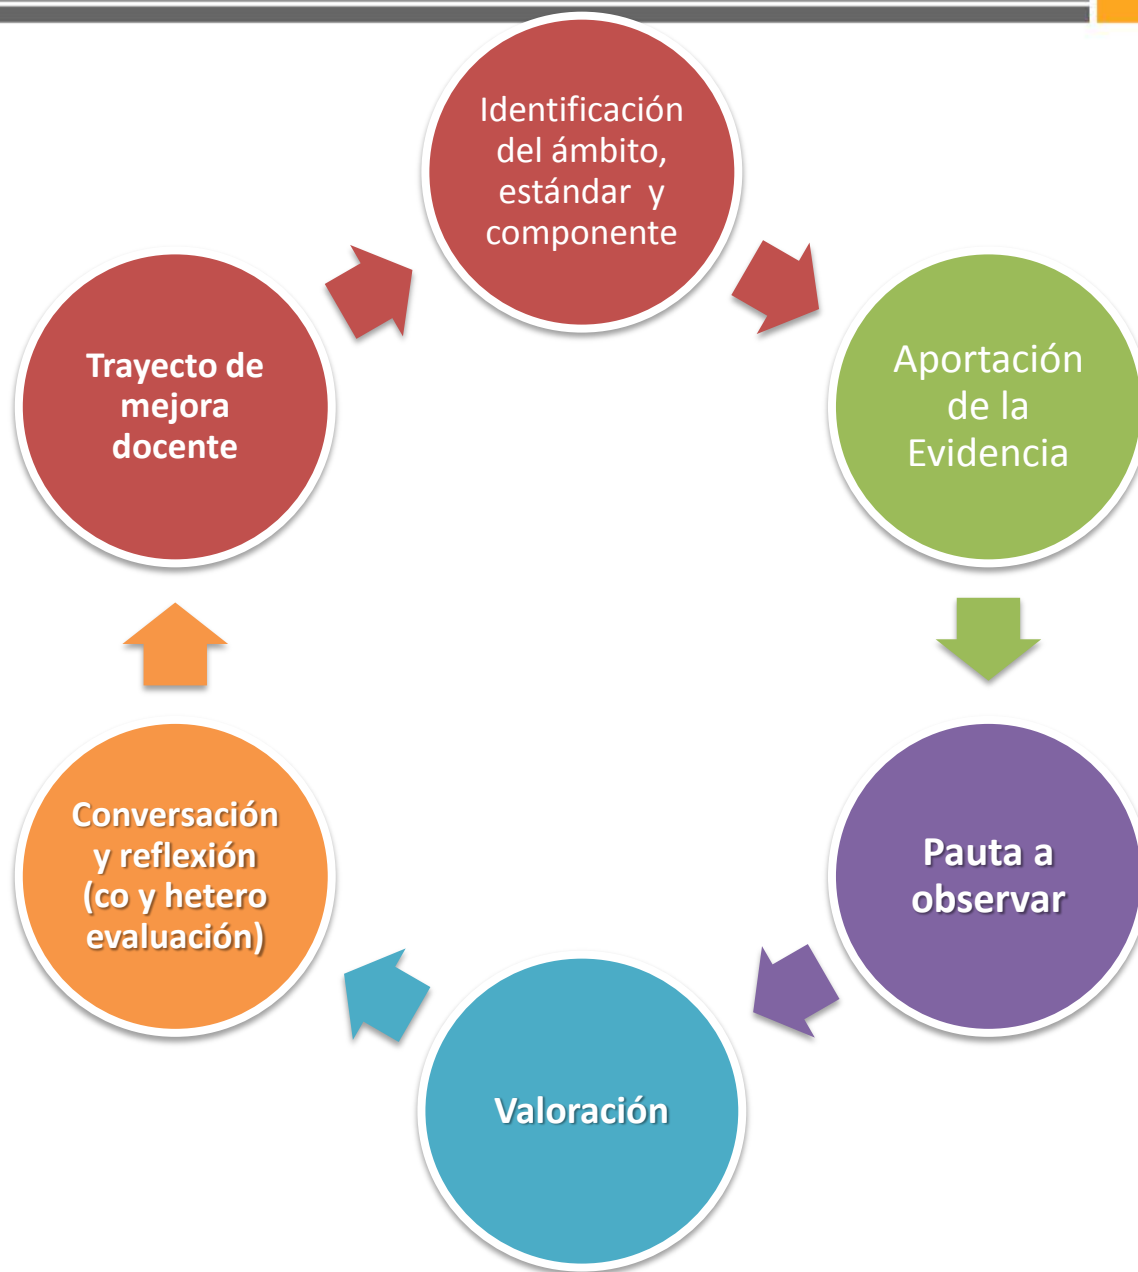 Identificación
del ámbito,
estándar y
componente
Aportación
de la
Evidencia
Pauta a
observar
Valoración
Conversación
y reflexión
(co y hetero
evaluación)
Trayecto de
mejora
docente